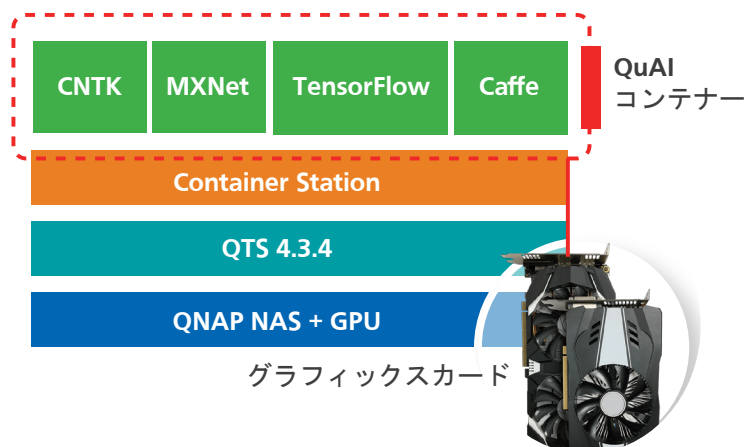 CNTK
MXNet
TensorFlow
Caffe
QuAI
コンテナー
Container Station
QTS 4.3.4
QNAP NAS + GPU
グラフィックスカード